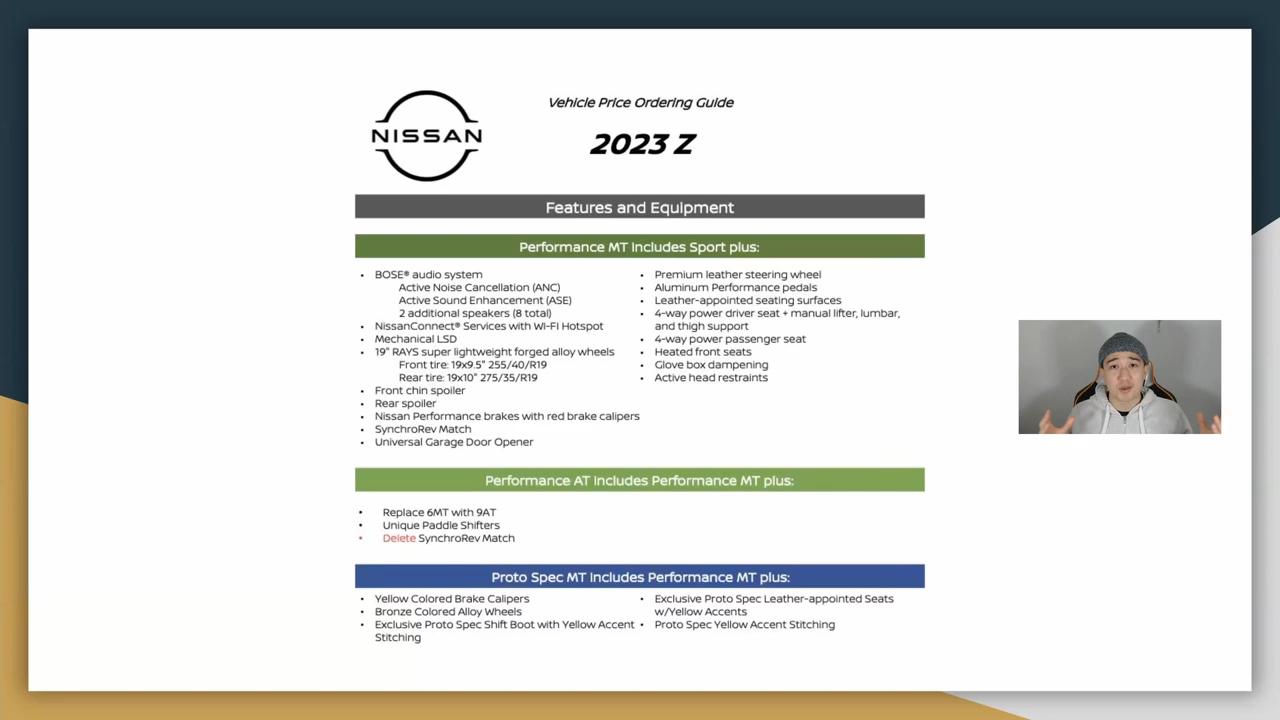 NISSAN
Vehicle Price Ordering Guide
2023 Z
Features and Equipment
Performance MT Includes Sport plus:
• BOSE® audio system
Active Noise Cancellation (ANC)
Active Sound Enhancement (ASE)
2 additional speakers (8 total)
• NissanConnect® Services with Wi-Fi Hotspot
• Mechanical LSD
• 19" RAYS super lightweight forged alloy wheels
Front tire: 19x9.5" 255/40/R19
Rear tire: 19x10" 275/35/R19
• Front chin spoiler
• Rear spoiler
• Nissan Performance brakes with red brake calipers
• SynchroRev Match
• Universal Garage Door Opener
• Premium leather steering wheel
• Aluminum Performance pedals
• Leather-appointed seating surfaces
• 4-way power driver seat + manual lifter, lumbar,
and thigh support
• 4-way power passenger seat
• Heated front seats
• Glove box dampening
• Active head restraints
Performance AT Includes Performance MT plus:
• Replace 6MT with 9AT
• Unique Paddle Shifters
• Delete SynchroRev Match
Proto Spec MT Includes Performance MT plus:
• Yellow Colored Brake Calipers
• Bronze Colored Alloy Wheels
• Exclusive Proto Spec Shift Boot with Yellow Accent
Stitching
• Exclusive Proto Spec Leather-appointed Seats
w/Yellow Accents
• Proto Spec Yellow Accent Stitching